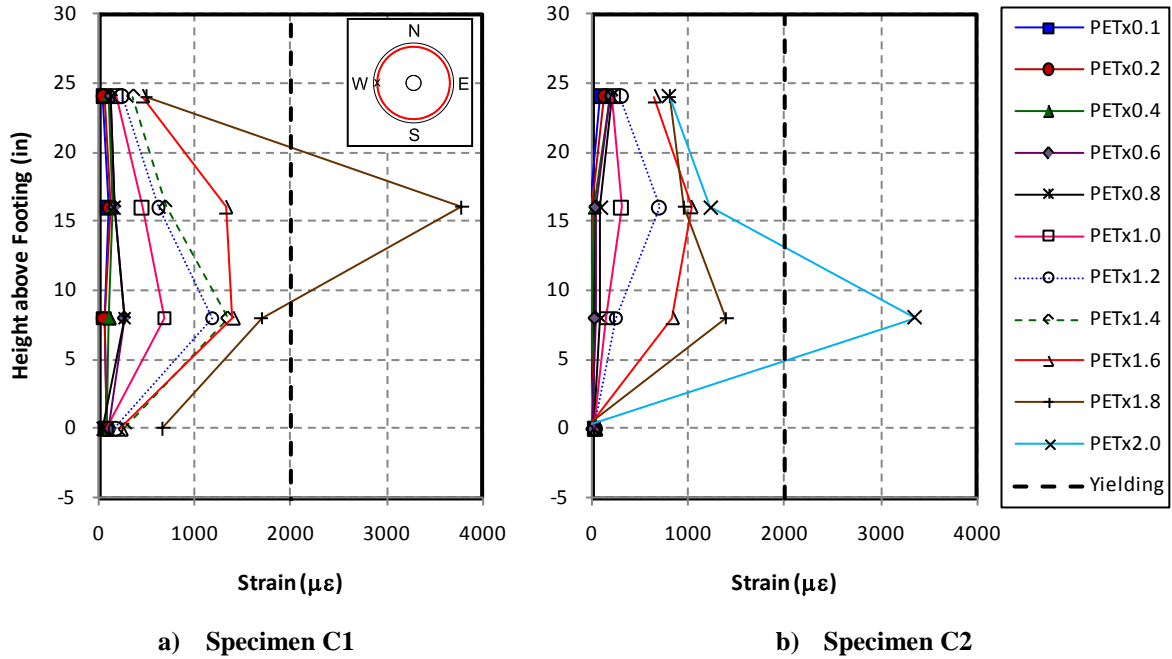 30
25
20
15
10
5
0
-5
Height above Footing (in)
0 1000 2000 3000 4000
Strain (με)
N
W E
S
a) Specimen C1
30
25
20
15
10
5
0
-5
0 1000 2000 3000 4000
Strain (με)
b) Specimen C2
PETx0.1
PETx0.2
PETx0.4
PETx0.6
PETx0.8
PETx1.0
PETx1.2
PETx1.4
PETx1.6
PETx1.8
PETx2.0
Yielding